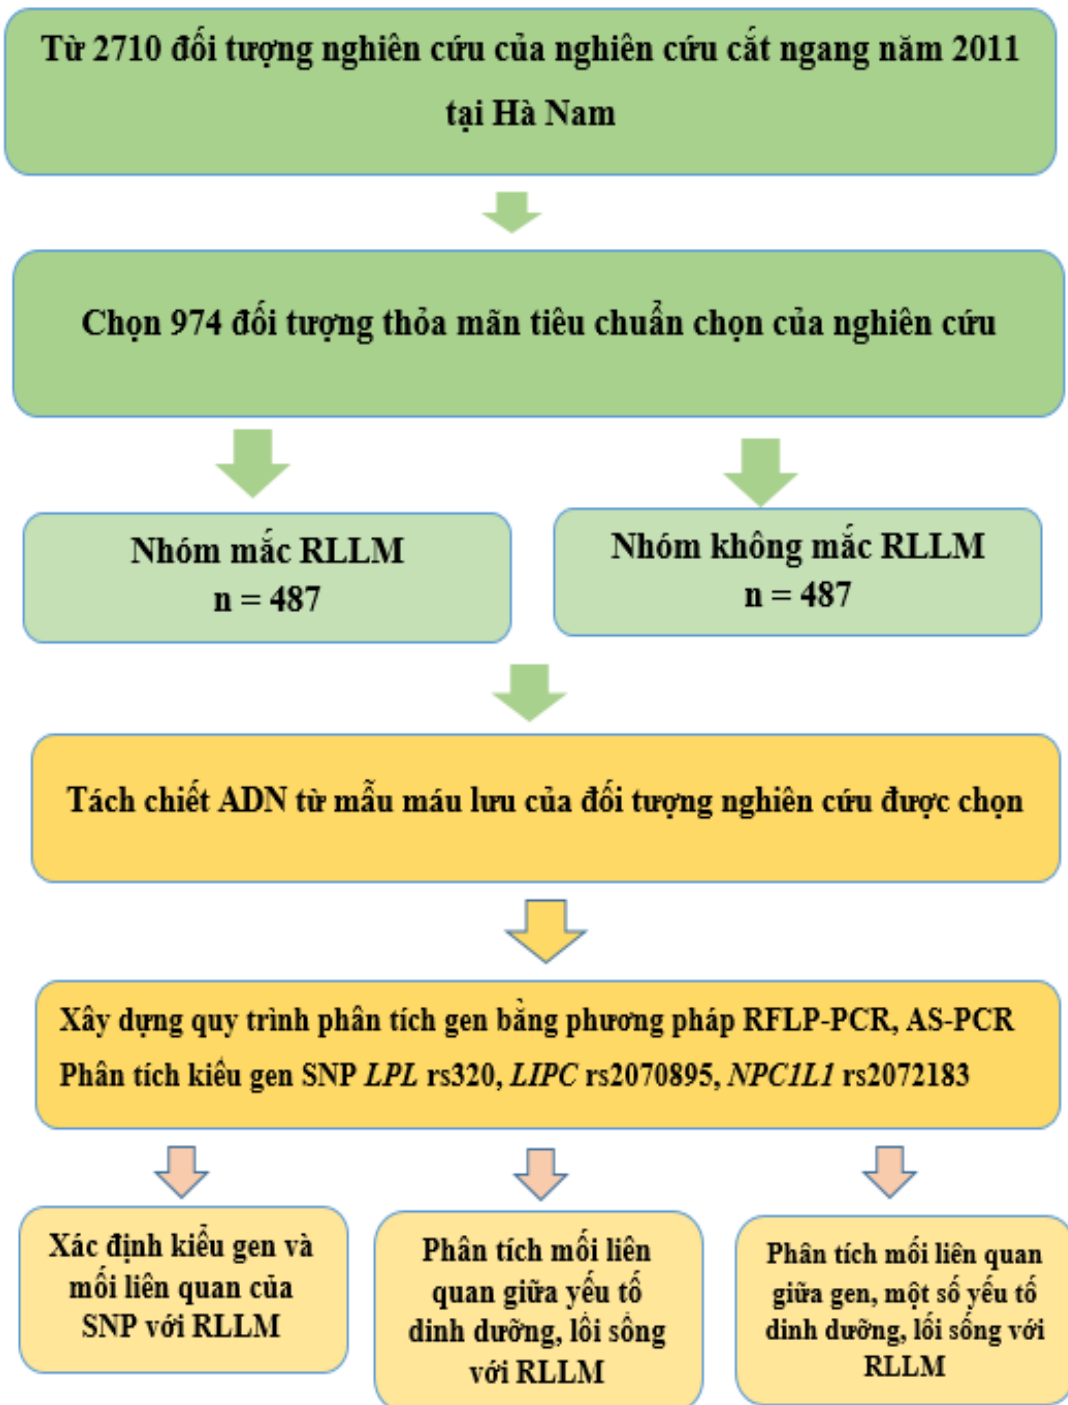 Từ 2710 đối tượng nghiên cứu của nghiên cứu cắt ngang năm 2011
tại Hà Nam
Chọn 974 đối tượng thỏa mãn tiêu chuẩn chọn của nghiên cứu
Nhóm mắc RLLM
n = 487
Nhóm không mắc RLLM
n = 487
Tách chiết ADN từ mẫu máu lưu của đối tượng nghiên cứu được chọn
Xây dựng quy trình phân tích gen bằng phương pháp RFLP-PCR, AS-PCR
Phân tích kiểu gen SNP LPL rs320, LIPC rs2070895, NPC1L1 rs2072183
Xác định kiểu gen và
mối liên quan của
SNP với RLLM
Phân tích mối liên
quan giữa yếu tố
dinh dưỡng, lối sống
với RLLM
Phân tích mối liên quan
giữa gen, một số yếu tố
dinh dưỡng, lối sống với
RLLM